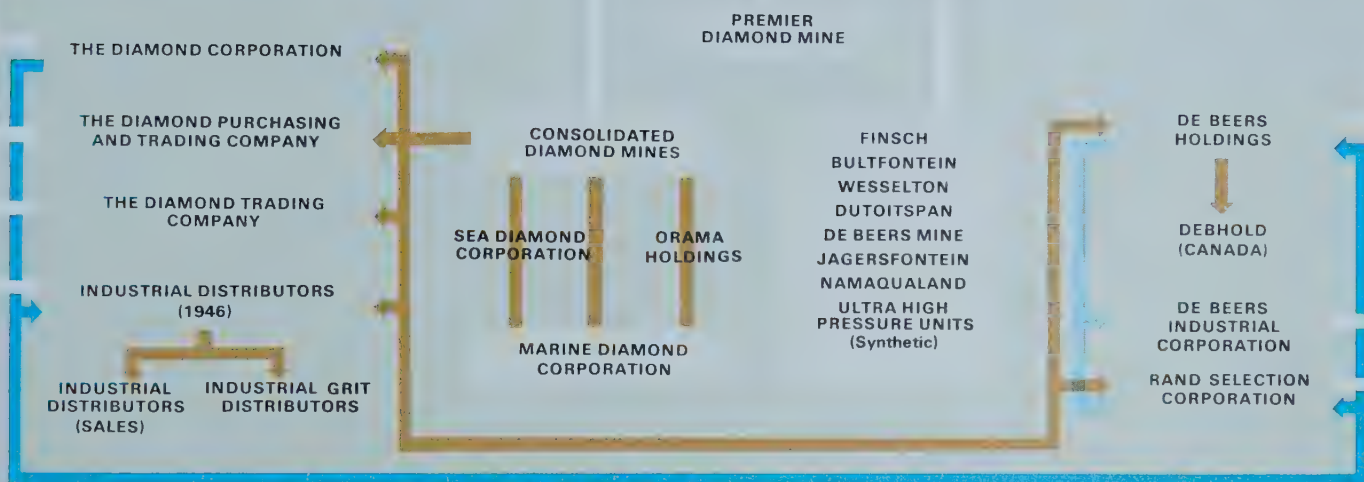 PREMIER
DIAMOND MINE
THE DIAMOND CORPORATION
THE DIAMOND PURCHASING
AND TRADING COMPANY
THE DIAMOND TRADING
COMPANY
INDUSTRIAL DISTRIBUTORS
(1946)
INDUSTRIAL
DISTRIBUTORS
(SALES)
INDUSTRIAL GRIT
DISTRIBUTORS
CONSOLIDATED
DIAMOND MINES
SEA DIAMOND
CORPORATION
ORAMA
HOLDINGS
MARINE DIAMOND
CORPORATION
FINSCH
BULTFONTEIN
WESSELTON
DUTOITSPAN
DE BEERS MINE
JAGERSFONTEIN
NAMAQUALAND
ULTRA HIGH
PRESSURE UNITS
(Synthetic)
DE BEERS
HOLDINGS
DEBHOLD
(CANADA)
DE BEERS
INDUSTRIAL
CORPORATION
RAND SELECTION
CORPORATION